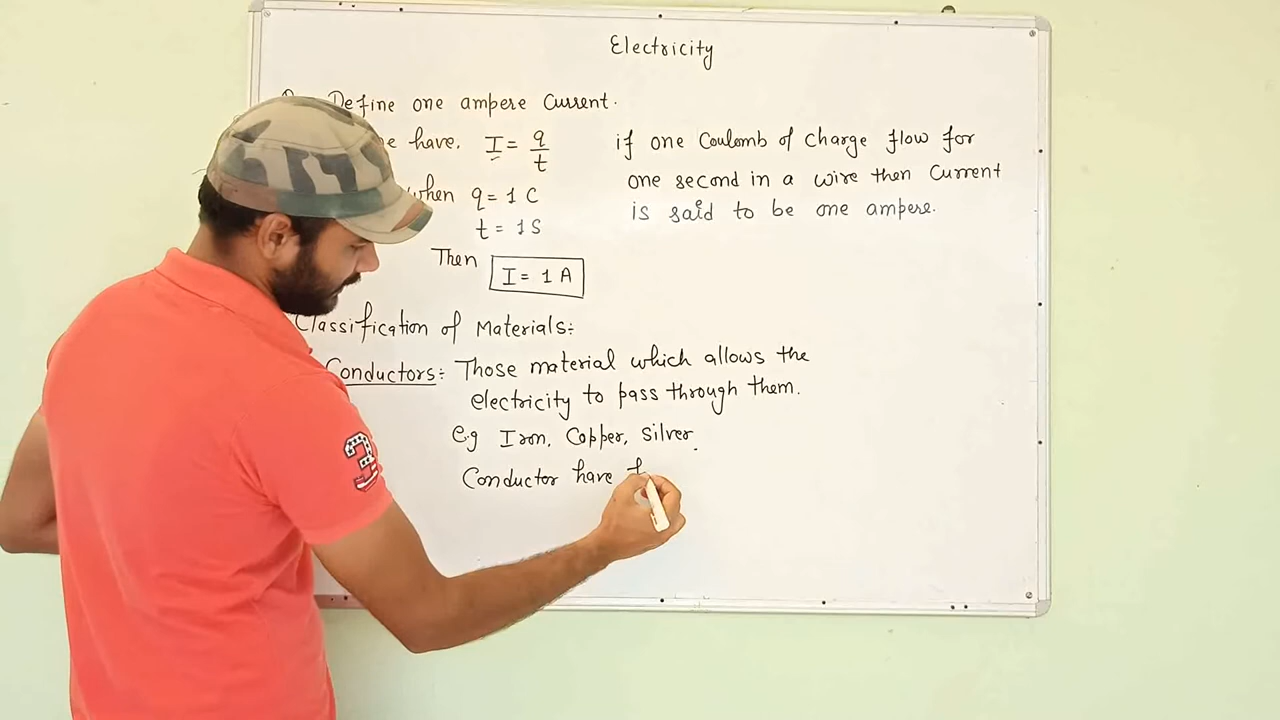 Electricity
Define one ampere Current.
have. I = q/t
if one Coulomb of Charge flow for
when q = 1 C
one second in a wire then Current
t = 1 S
is said to be one ampere.
Then I = 1 A
Classification of Materials:-
Conductors:- Those material which allows the
electricity to pass through them.
e.g Iron, Copper, Silver.
Conductor have
3